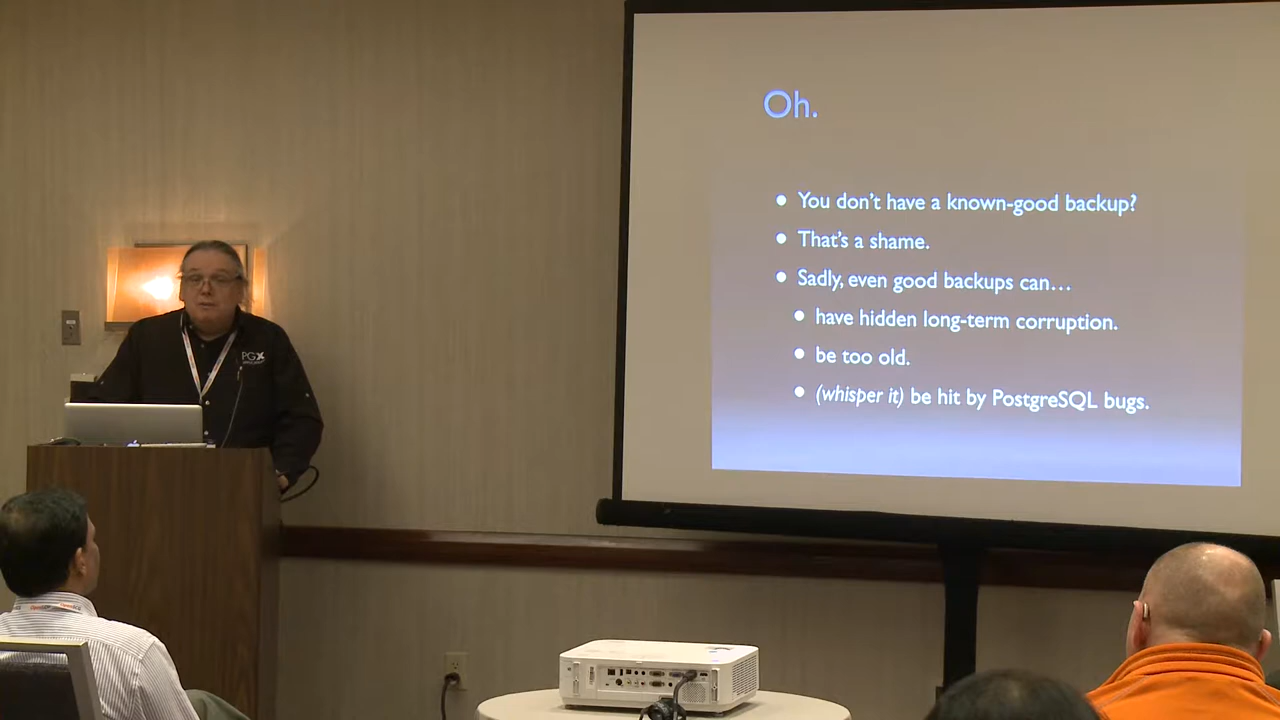 Oh.
• You don't have a known-good backup?
• That's a shame.
• Sadly, even good backups can…
• have hidden long-term corruption.
• be too old.
• (whisper it) be hit by PostgreSQL bugs.
PGX